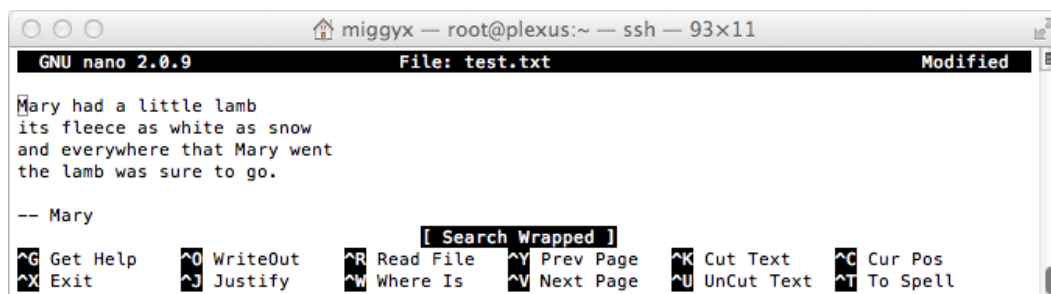 miggyx — root@plexus:~ — ssh — 93×11
GNU nano 2.0.9 File: test.txt Modified
Mary had a little lamb
its fleece as white as snow
and everywhere that Mary went
the lamb was sure to go.
-- Mary
[ Search Wrapped ]
^G Get Help ^O WriteOut ^R Read File ^Y Prev Page ^K Cut Text ^C Cur Pos
^X Exit ^J Justify ^W Where Is ^V Next Page ^U UnCut Text ^T To Spell